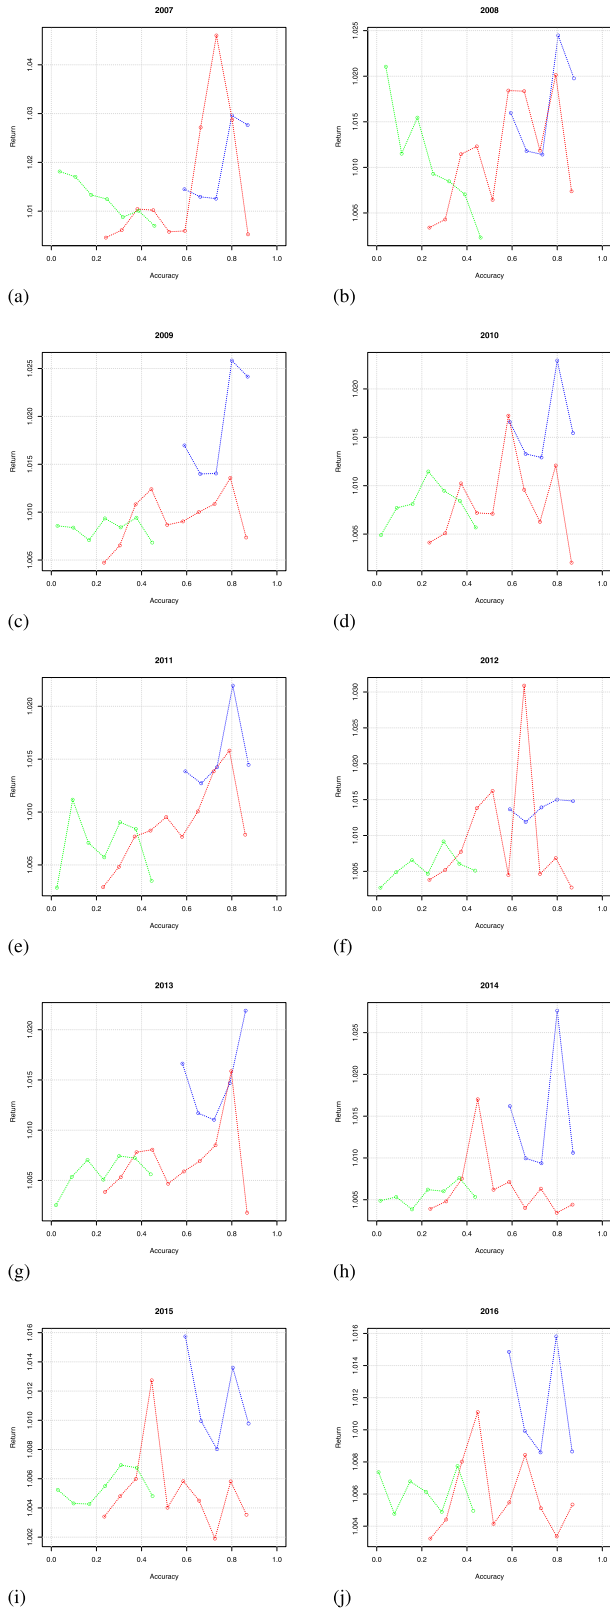 2007 2008
Return 1.01 1.02 1.03 1.04 Return 1.005 1.010 1.015 1.020 1.025
0.0 0.2 0.4 0.6 0.8 1.0 0.0 0.2 0.4 0.6 0.8 1.0
Accuracy Accuracy
(a) (b)
2009 2010
Return 1.005 1.010 1.015 1.020 1.025 Return 1.005 1.010 1.015 1.020
0.0 0.2 0.4 0.6 0.8 1.0 0.0 0.2 0.4 0.6 0.8 1.0
Accuracy Accuracy
(c) (d)
2011 2012
Return 1.005 1.010 1.015 1.020 Return 1.005 1.010 1.015 1.020 1.025 1.030
0.0 0.2 0.4 0.6 0.8 1.0 0.0 0.2 0.4 0.6 0.8 1.0
Accuracy Accuracy
(e) (f)
2013 2014
Return 1.005 1.010 1.015 1.020 Return 1.005 1.010 1.015 1.020 1.025
0.0 0.2 0.4 0.6 0.8 1.0 0.0 0.2 0.4 0.6 0.8 1.0
Accuracy Accuracy
(g) (h)
2015 2016
Return 1.002 1.004 1.006 1.008 1.010 1.012 1.014 1.016 Return 1.004 1.006 1.008 1.010 1.012 1.014 1.016
0.0 0.2 0.4 0.6 0.8 1.0 0.0 0.2 0.4 0.6 0.8 1.0
Accuracy Accuracy
(i) (j)